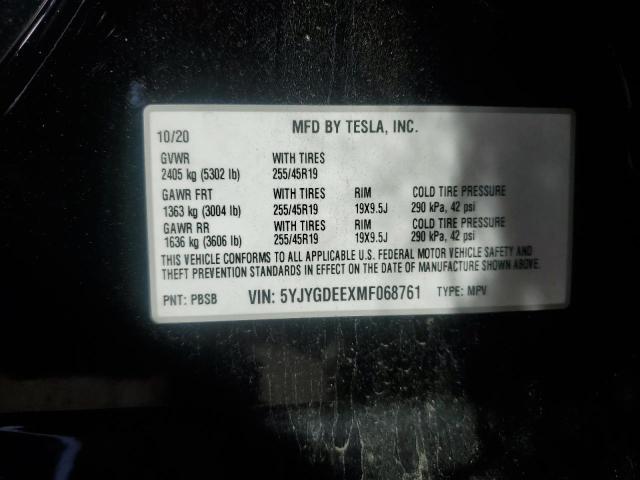 10/20 MFD BY TESLA, INC.
GVWR WITH TIRES
2405 kg (5302 lb) 255/45R19
GAWR FRT WITH TIRES RIM COLD TIRE PRESSURE
1363 kg (3004 lb) 255/45R19 19X9.5J 290 kPa, 42 psi
GAWR RR WITH TIRES RIM COLD TIRE PRESSURE
1636 kg (3606 lb) 255/45R19 19X9.5J 290 kPa, 42 psi
THIS VEHICLE CONFORMS TO ALL APPLICABLE U.S. FEDERAL MOTOR VEHICLE SAFETY AND
THEFT PREVENTION STANDARDS IN EFFECT ON THE DATE OF MANUFACTURE SHOWN ABOVE.
PNT: PBSB VIN: 5YJYGDEEXMF068761 TYPE: MPV